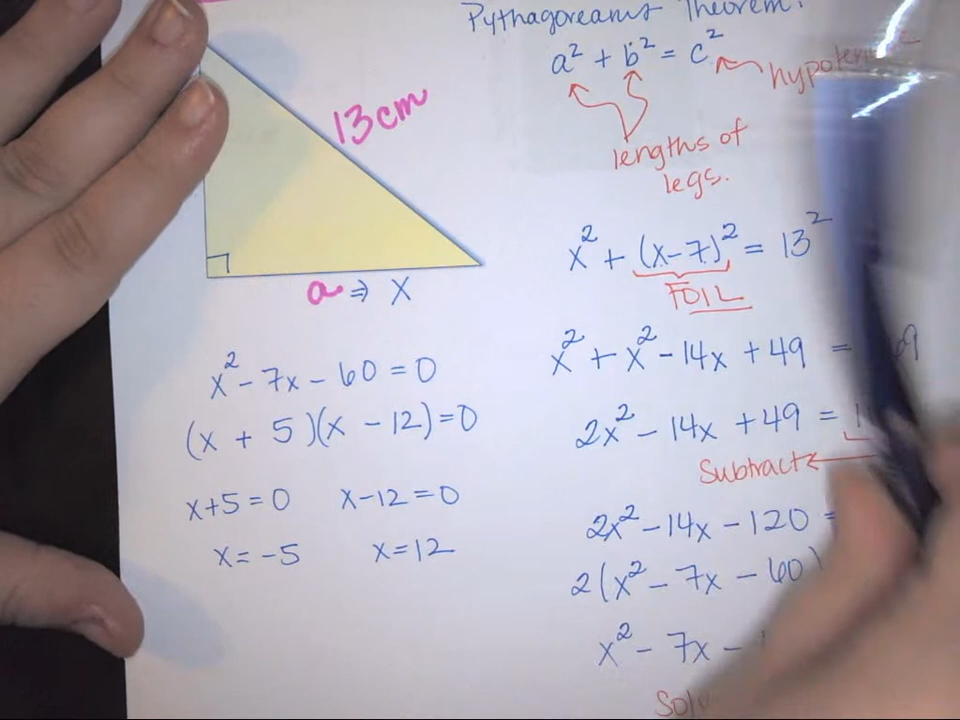 Pythagorean Theorem:
a² + b² = c²
lengths of
legs.
13cm
a ⇒ x
x² + (x-7)² = 13²
FOIL
x² + x² - 14x + 49 =
2x² - 14x + 49 =
Subtract
2x² - 14x - 120 =
2(x² - 7x - 60)
x² - 7x -
x² - 7x - 60 = 0
(x + 5)(x - 12) = 0
x+5=0 x-12=0
x=-5 x=12